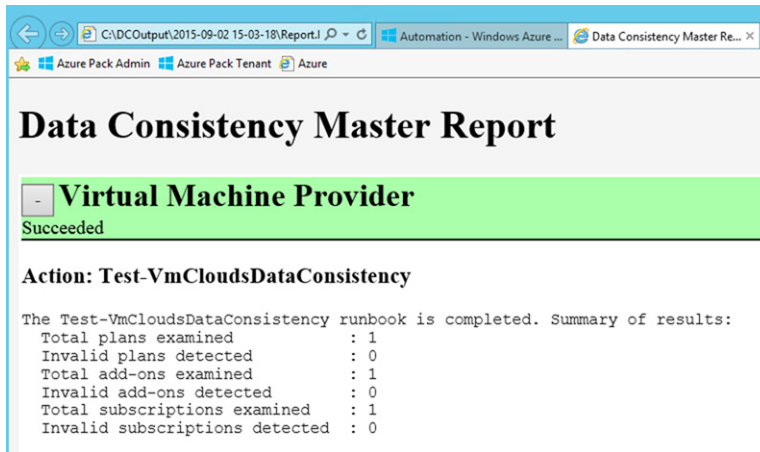 C:\DCOutput\2015-09-02 15-03-18\Report.l
Automation - Windows Azure ...
Data Consistency Master Re...
Azure Pack Admin Azure Pack Tenant Azure
Data Consistency Master Report
- Virtual Machine Provider
Succeeded
Action: Test-VmCloudsDataConsistency
The Test-VmCloudsDataConsistency runbook is completed. Summary of results:
Total plans examined : 1
Invalid plans detected : 0
Total add-ons examined : 1
Invalid add-ons detected : 0
Total subscriptions examined : 1
Invalid subscriptions detected : 0